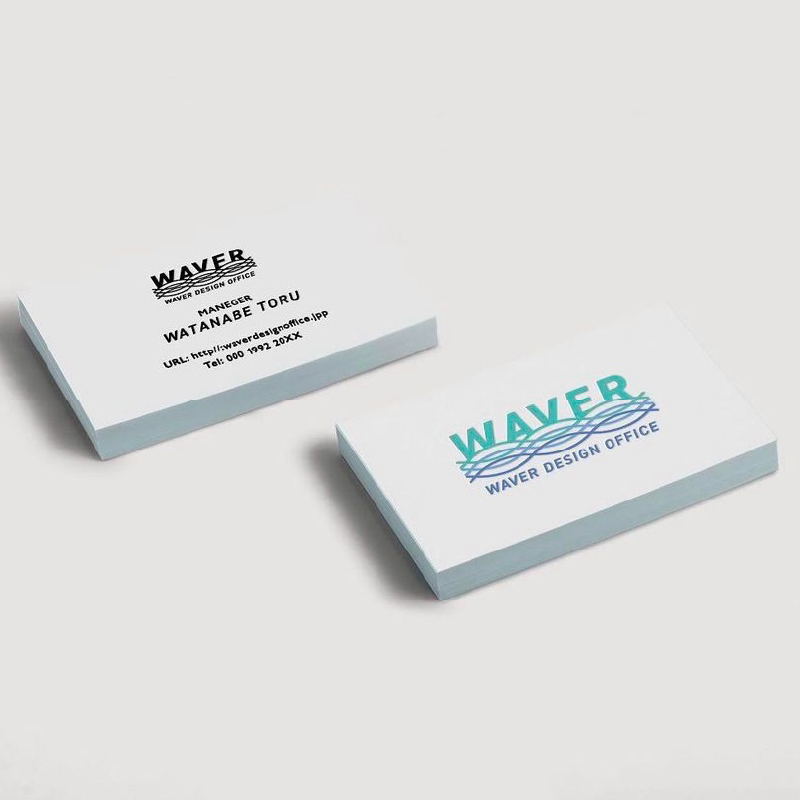 WAVER
WAVER DESIGN OFFICE
MANEGER
WATANABE TORU
URL: http//:waverdesignoffice.jpp
Tel: 000 1992 20XX
WAVER
WAVER DESIGN OFFICE